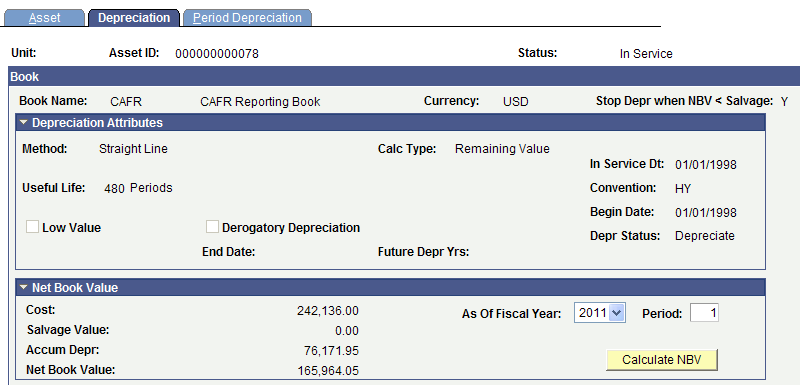 Asset Depreciation Period Depreciation
Unit: Asset ID: 000000000078 Status: In Service
Book
Book Name: CAFR CAFR Reporting Book Currency: USD Stop Depr when NBV < Salvage: Y
Depreciation Attributes
Method: Straight Line Calc Type: Remaining Value
In Service Dt: 01/01/1998
Useful Life: 480 Periods Convention: HY
Begin Date: 01/01/1998
Low Value Derogatory Depreciation
Depr Status: Depreciate
End Date: Future Depr Yrs:
Net Book Value
Cost: 242,136.00 As Of Fiscal Year: 2011 Period: 1
Salvage Value: 0.00
Accum Depr: 76,171.95
Net Book Value: 165,964.05 Calculate NBV